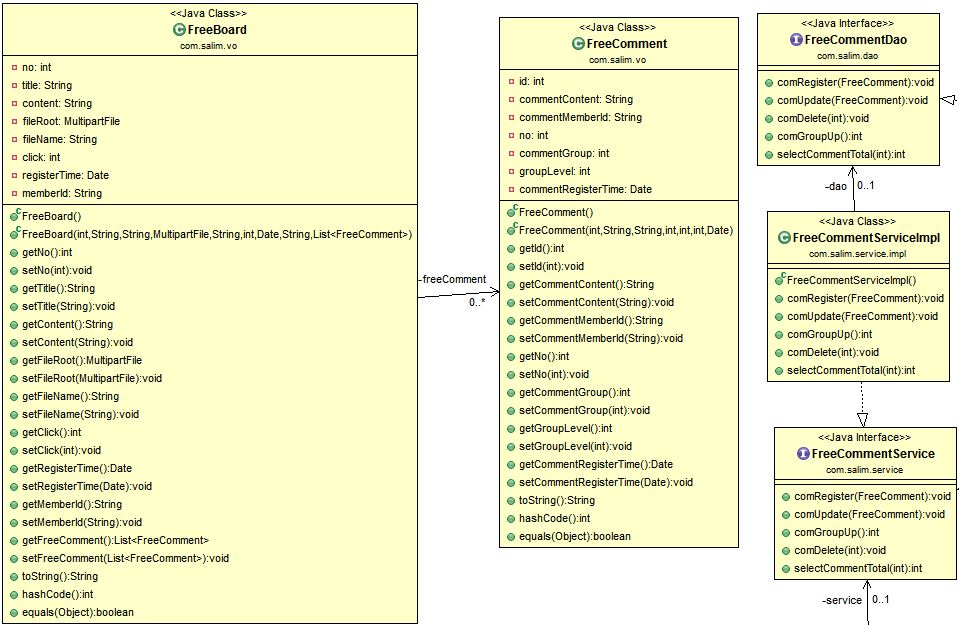 <<Java Class>>
FreeBoard
com.salim.vo
no: int
title: String
content: String
fileRoot: MultipartFile
fileName: String
click: int
registerTime: Date
memberId: String
FreeBoard()
FreeBoard(int,String,String,MultipartFile,String,int,Date,String,List<FreeComment>)
getNo():int
setNo(int):void
getTitle():String
setTitle(String):void
getContent():String
setContent(String):void
getFileRoot():MultipartFile
setFileRoot(MultipartFile):void
getFileName():String
setFileName(String):void
getClick():int
setClick(int):void
getRegisterTime():Date
setRegisterTime(Date):void
getMemberId():String
setMemberId(String):void
getFreeComment():List<FreeComment>
setFreeComment(List<FreeComment>):void
toString():String
hashCode():int
equals(Object):boolean
-freeComment
0..*
<<Java Class>>
FreeComment
com.salim.vo
id: int
commentContent: String
commentMemberId: String
no: int
commentGroup: int
groupLevel: int
commentRegisterTime: Date
FreeComment()
FreeComment(int,String,String,int,int,int,Date)
getId():int
setId(int):void
getCommentContent():String
setCommentContent(String):void
getCommentMemberId():String
setCommentMemberId(String):void
getNo():int
setNo(int):void
getCommentGroup():int
setCommentGroup(int):void
getGroupLevel():int
setGroupLevel(int):void
getCommentRegisterTime():Date
setCommentRegisterTime(Date):void
toString():String
hashCode():int
equals(Object):boolean
<<Java Interface>>
FreeCommentDao
com.salim.dao
comRegister(FreeComment):void
comUpdate(FreeComment):void
comDelete(int):void
comGroupUp():int
selectCommentTotal(int):int
-dao 0..1
<<Java Class>>
FreeCommentServiceImpl
com.salim.service.impl
FreeCommentServiceImpl()
comRegister(FreeComment):void
comUpdate(FreeComment):void
comGroupUp():int
comDelete(int):void
selectCommentTotal(int):int
<<Java Interface>>
FreeCommentService
com.salim.service
comRegister(FreeComment):void
comUpdate(FreeComment):void
comGroupUp():int
comDelete(int):void
selectCommentTotal(int):int
-service 0..1